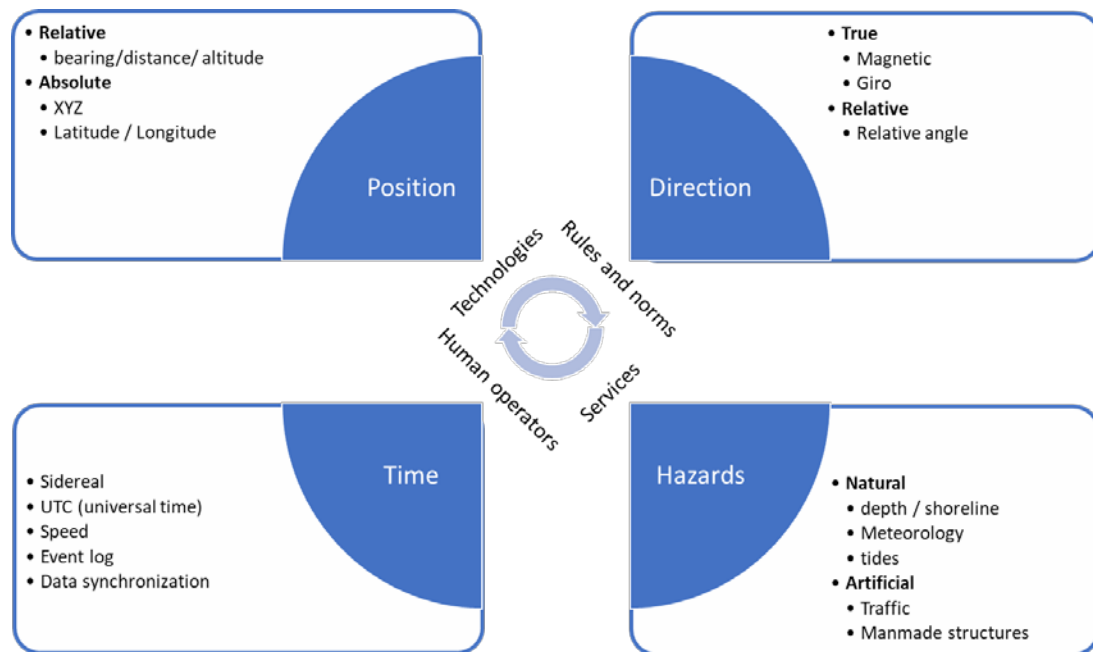 • Relative
• bearing/distance/ altitude
• Absolute
• XYZ
• Latitude / Longitude
Position
• True
• Magnetic
• Giro
• Relative
• Relative angle
Direction
Technologies
Rules and norms
Human operators
Services
• Sidereal
• UTC (universal time)
• Speed
• Event log
• Data synchronization
Time
Hazards
• Natural
• depth / shoreline
• Meteorology
• tides
• Artificial
• Traffic
• Manmade structures